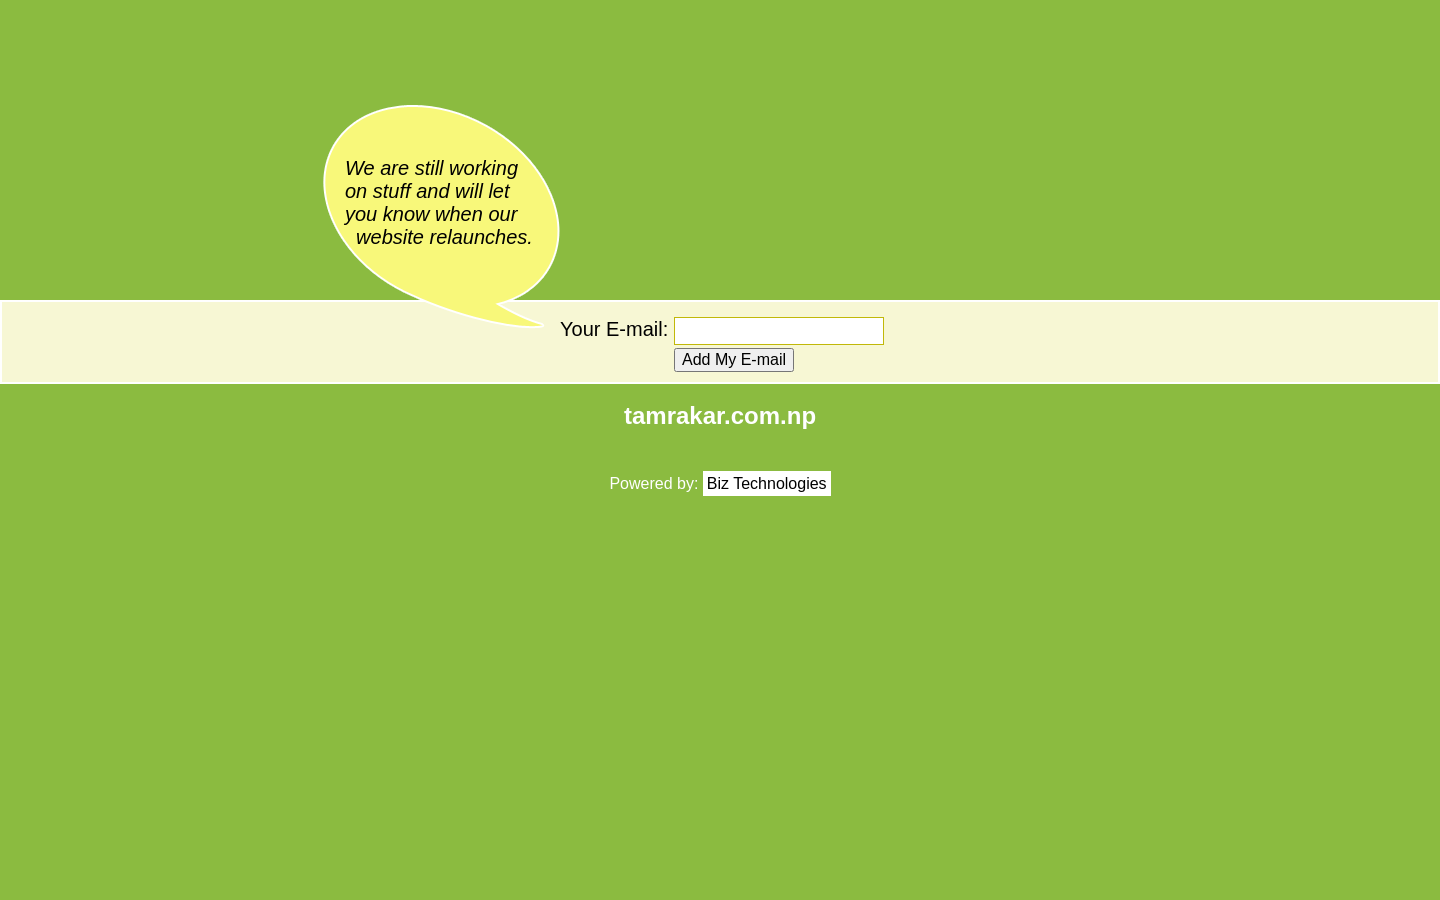 We are still working
on stuff and will let
you know when our
website relaunches.
Your E-mail:
Add My E-mail
tamrakar.com.np
Powered by: Biz Technologies